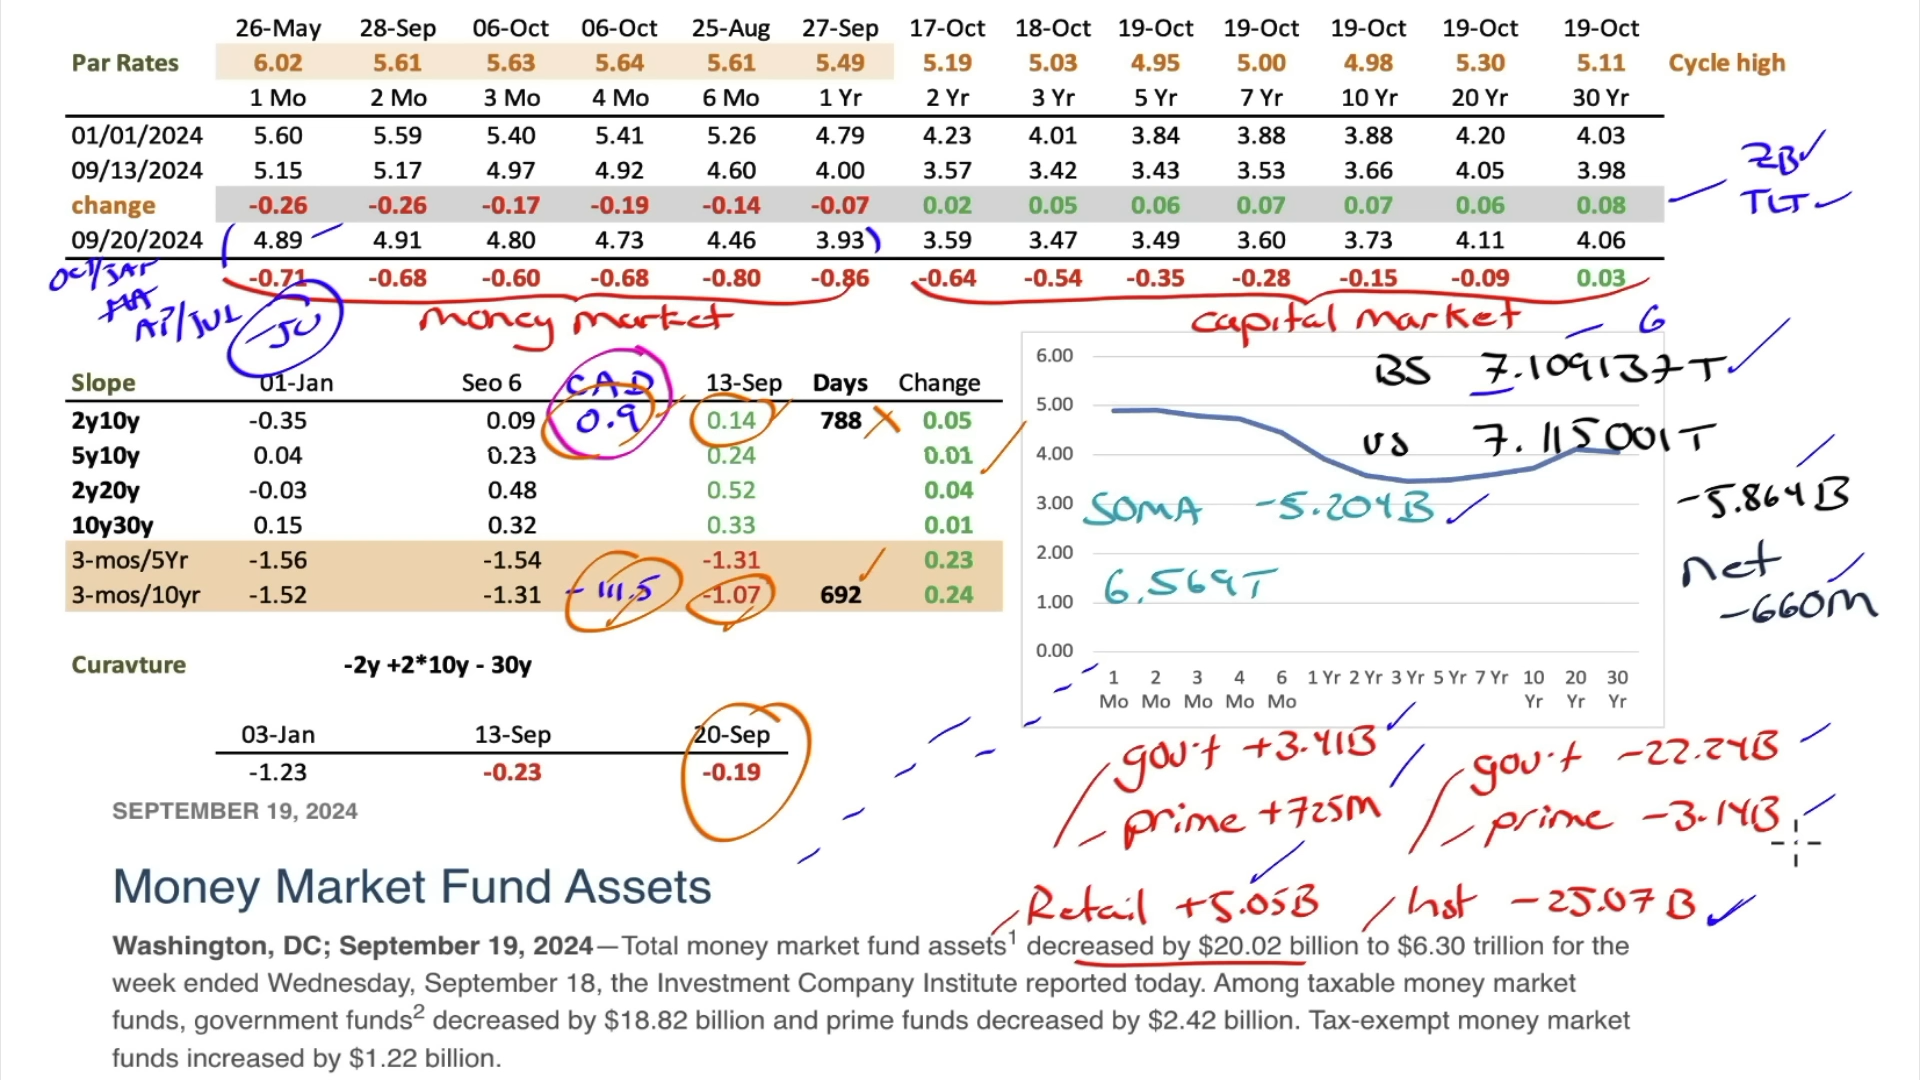 26-May 28-Sep 06-Oct 06-Oct 25-Aug 27-Sep 17-Oct 18-Oct 19-Oct 19-Oct 19-Oct 19-Oct 19-Oct
Par Rates 6.02 5.61 5.63 5.64 5.61 5.49 5.19 5.03 4.95 5.00 4.98 5.30 5.11 Cycle high
1 Mo 2 Mo 3 Mo 4 Mo 6 Mo 1 Yr 2 Yr 3 Yr 5 Yr 7 Yr 10 Yr 20 Yr 30 Yr
01/01/2024 5.60 5.59 5.40 5.41 5.26 4.79 4.23 4.01 3.84 3.88 3.88 4.20 4.03
ZB
09/13/2024 5.15 5.17 4.97 4.92 4.60 4.00 3.57 3.42 3.43 3.53 3.66 4.05 3.98
change -0.26 -0.26 -0.17 -0.19 -0.14 -0.07 0.02 0.05 0.06 0.07 0.07 0.06 0.08
TLT
09/20/2024 4.89 4.91 4.80 4.73 4.46 3.93 3.59 3.47 3.49 3.60 3.73 4.11 4.06
-0.71 -0.68 -0.60 -0.68 -0.80 -0.86 -0.64 -0.54 -0.35 -0.28 -0.15 -0.09 0.03
OCT/JAN
MA
AP/JUL
-50
money market
capital market
6
Slope 01-Jan Seo 6 CAD 13-Sep Days Change
2y10y -0.35 0.09 0.9 0.14 788 0.05
5y10y 0.04 0.23 0.24 0.01
2y20y -0.03 0.48 0.52 0.04
10y30y 0.15 0.32 0.33 0.01
3-mos/5Yr -1.56 -1.54 -1.31 0.23
3-mos/10yr -1.52 -1.31 -111.5 -1.07 692 0.24
6.00
BS 7.109137T
5.00
vs 7.115001T
4.00
-5.864B
3.00
SOMA -5.204B
2.00
net
6.569T
1.00
-660M
0.00
1 Mo 2 Mo 3 Mo 4 Mo 6 Mo 1 Yr 2 Yr 3 Yr 5 Yr 7 Yr 10 Yr 20 Yr 30 Yr
Curavture -2y +2*10y - 30y
03-Jan 13-Sep 20-Sep
-1.23 -0.23 -0.19
gov't +3.41B
gov't -22.24B
prime +725M
prime -3.14B
Retail +5.05B
Inst -25.07B
SEPTEMBER 19, 2024
Money Market Fund Assets
Washington, DC; September 19, 2024—Total money market fund assets1 decreased by $20.02 billion to $6.30 trillion for the
week ended Wednesday, September 18, the Investment Company Institute reported today. Among taxable money market
funds, government funds2 decreased by $18.82 billion and prime funds decreased by $2.42 billion. Tax-exempt money market
funds increased by $1.22 billion.